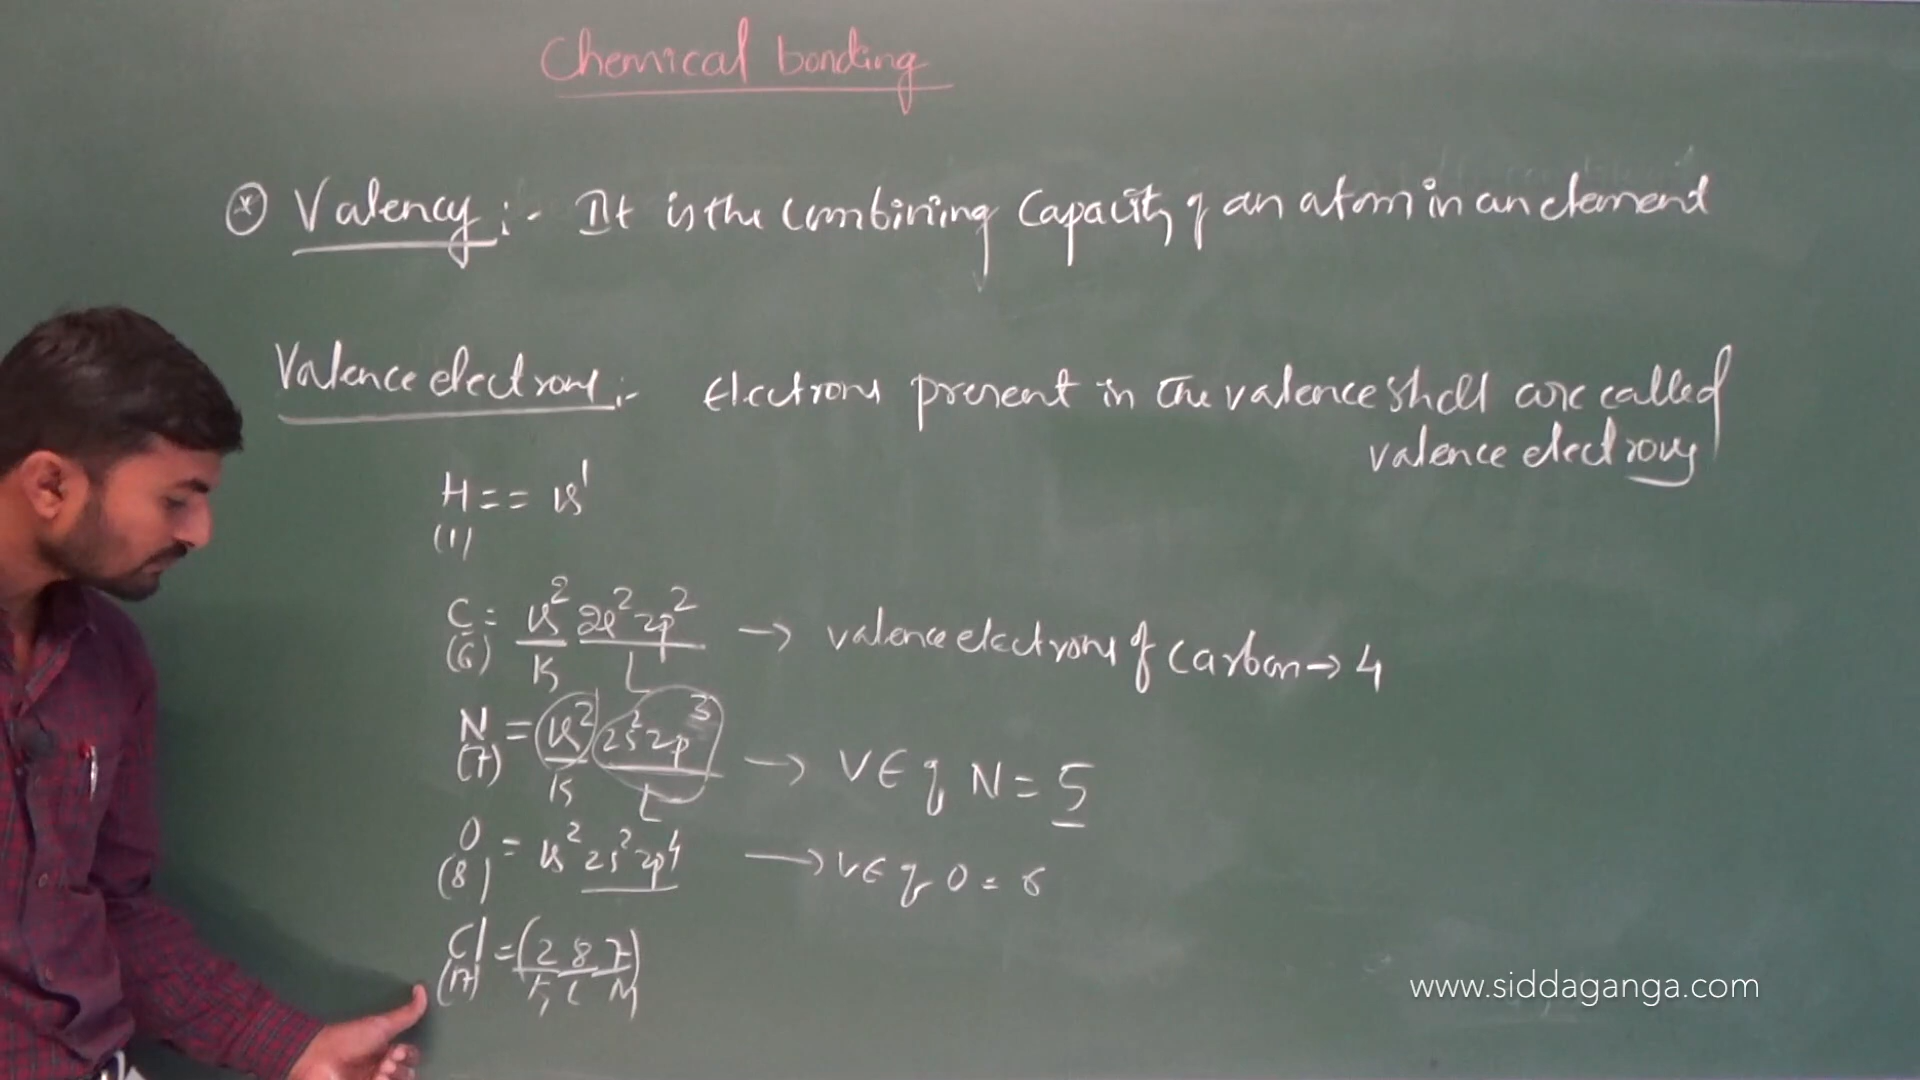 Chemical bonding
(*) Valency :- It is the combining capacity of an atom in an element
Valence electrons :- Electrons present in the valence shell are called
valence electrons
H == 1s¹
(1)
C = 1s² 2s² 2p² → valence electrons of carbon → 4
(6) K L
N = 1s² 2s² 2p³ → VE of N = 5
(7) K L
O = 1s² 2s² 2p⁴ → VE of O = 6
(8)
Cl = (2 8 7)
(17) K L M
www.siddaganga.com